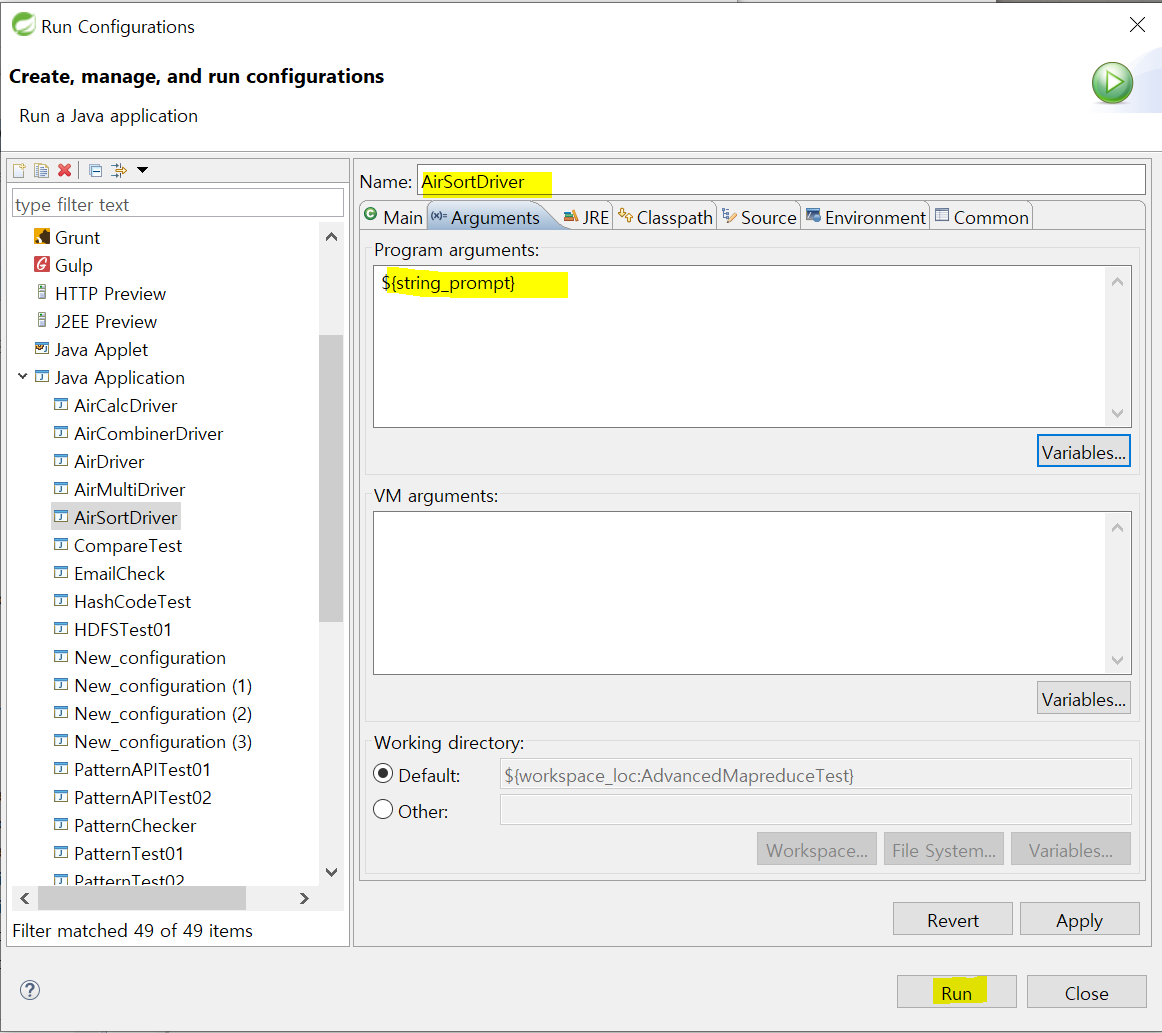 Run Configurations
Create, manage, and run configurations
Run a Java application
type filter text
Grunt
Gulp
HTTP Preview
J2EE Preview
Java Applet
Java Application
AirCalcDriver
AirCombinerDriver
AirDriver
AirMultiDriver
AirSortDriver
CompareTest
EmailCheck
HashCodeTest
HDFSTest01
New_configuration
New_configuration (1)
New_configuration (2)
New_configuration (3)
PatternAPITest01
PatternAPITest02
PatternChecker
PatternTest01
PatternTest02
Filter matched 49 of 49 items
Name: AirSortDriver
Main (x)= Arguments JRE Classpath Source Environment Common
Program arguments:
${string_prompt}
Variables...
VM arguments:
Variables...
Working directory:
Default: ${workspace_loc:AdvancedMapreduceTest}
Other:
Workspace... File System... Variables...
Revert Apply
Run Close